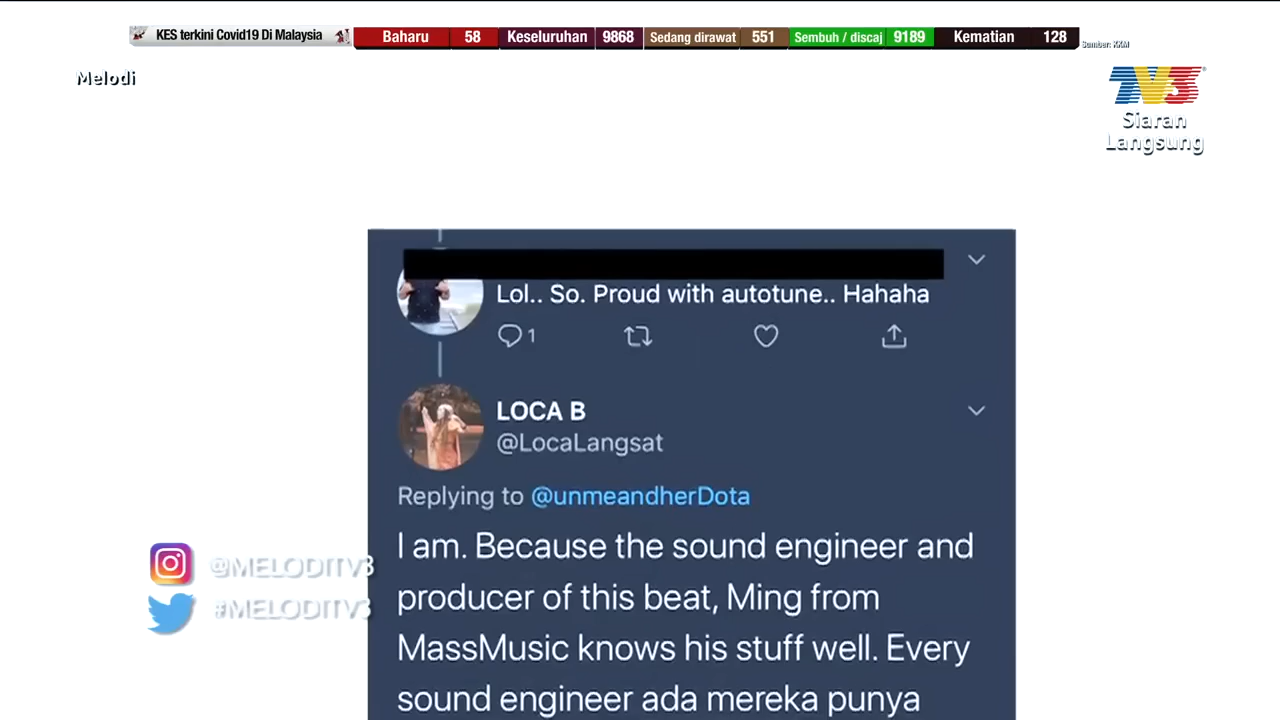 KES terkini Covid19 Di Malaysia Baharu 58 Keseluruhan 9868 Sedang dirawat 551 Sembuh / discaj 9189 Kematian 128
Sumber: KKM
Melodi
TV3
Siaran
Langsung
Lol.. So. Proud with autotune.. Hahaha
1
LOCA B
@LocaLangsat
Replying to @unmeandherDota
I am. Because the sound engineer and
producer of this beat, Ming from
MassMusic knows his stuff well. Every
sound engineer ada mereka punya
@MELODITV3
#MELODITV3